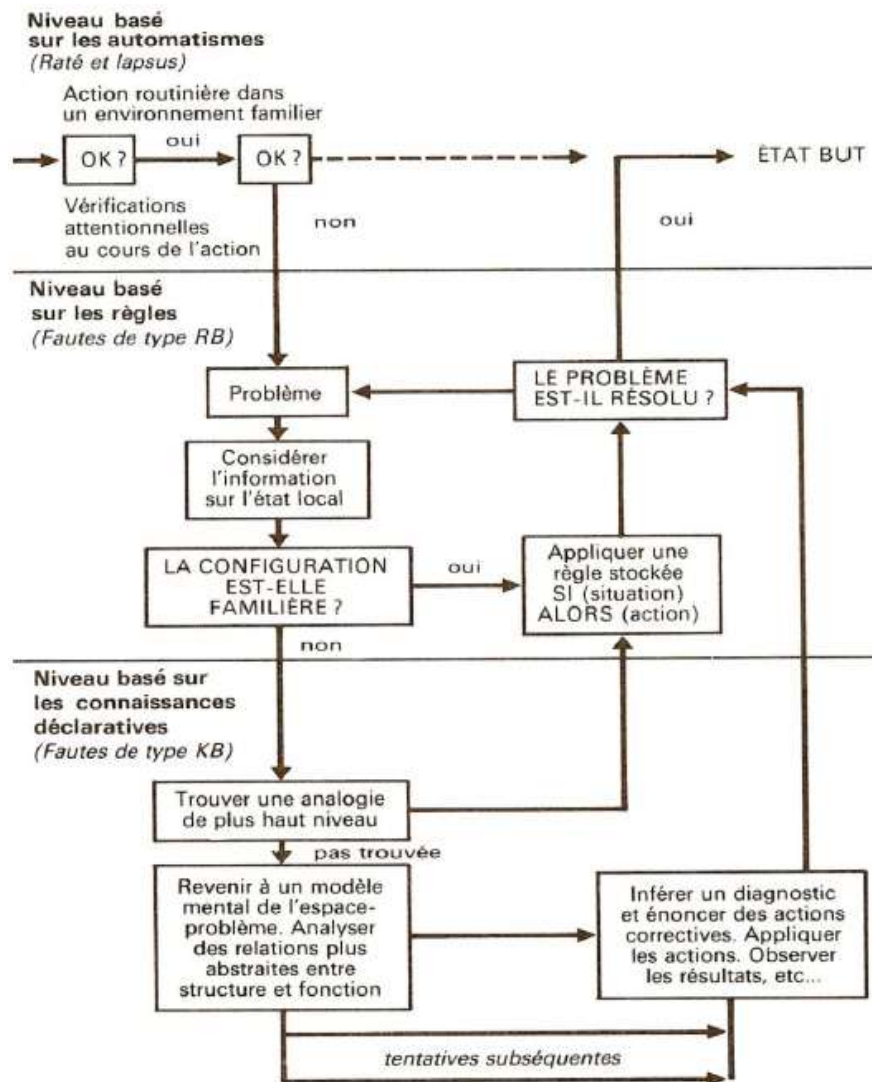 Niveau basé
sur les automatismes
(Raté et lapsus)
Action routinière dans
un environnement familier
OK ?
oui
OK ?
ÉTAT BUT
Vérifications
attentionnelles
au cours de l'action
non
oui
Niveau basé
sur les règles
(Fautes de type RB)
Problème
LE PROBLÈME
EST-IL RÉSOLU ?
Considérer
l'information
sur l'état local
LA CONFIGURATION
EST-ELLE
FAMILIÈRE ?
oui
Appliquer une
règle stockée
SI (situation)
ALORS (action)
non
Niveau basé sur
les connaissances
déclaratives
(Fautes de type KB)
Trouver une analogie
de plus haut niveau
pas trouvée
Revenir à un modèle
mental de l'espace-
problème. Analyser
des relations plus
abstraites entre
structure et fonction
Inférer un diagnostic
et énoncer des actions
correctives. Appliquer
les actions. Observer
les résultats, etc...
tentatives subséquentes